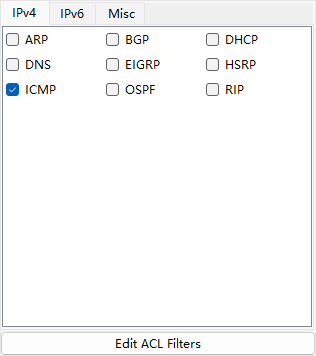 IPv4 IPv6 Misc
ARP BGP DHCP
DNS EIGRP HSRP
ICMP OSPF RIP
Edit ACL Filters